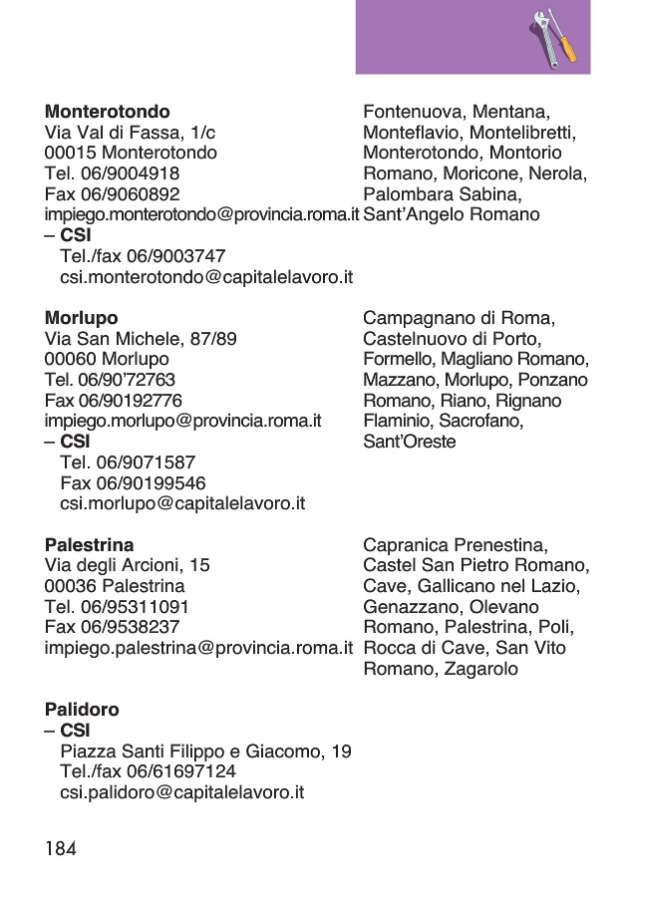 Monterotondo
Via Val di Fassa, 1/c
00015 Monterotondo
Tel. 06/9004918
Fax 06/9060892
impiego.monterotondo@provincia.roma.it
– CSI
Tel./fax 06/9003747
csi.monterotondo@capitalelavoro.it
Fontenuova, Mentana,
Monteflavio, Montelibretti,
Monterotondo, Montorio
Romano, Moricone, Nerola,
Palombara Sabina,
Sant'Angelo Romano
Morlupo
Via San Michele, 87/89
00060 Morlupo
Tel. 06/90'72763
Fax 06/90192776
impiego.morlupo@provincia.roma.it
– CSI
Tel. 06/9071587
Fax 06/90199546
csi.morlupo@capitalelavoro.it
Campagnano di Roma,
Castelnuovo di Porto,
Formello, Magliano Romano,
Mazzano, Morlupo, Ponzano
Romano, Riano, Rignano
Flaminio, Sacrofano,
Sant'Oreste
Palestrina
Via degli Arcioni, 15
00036 Palestrina
Tel. 06/95311091
Fax 06/9538237
impiego.palestrina@provincia.roma.it
Capranica Prenestina,
Castel San Pietro Romano,
Cave, Gallicano nel Lazio,
Genazzano, Olevano
Romano, Palestrina, Poli,
Rocca di Cave, San Vito
Romano, Zagarolo
Palidoro
– CSI
Piazza Santi Filippo e Giacomo, 19
Tel./fax 06/61697124
csi.palidoro@capitalelavoro.it
184